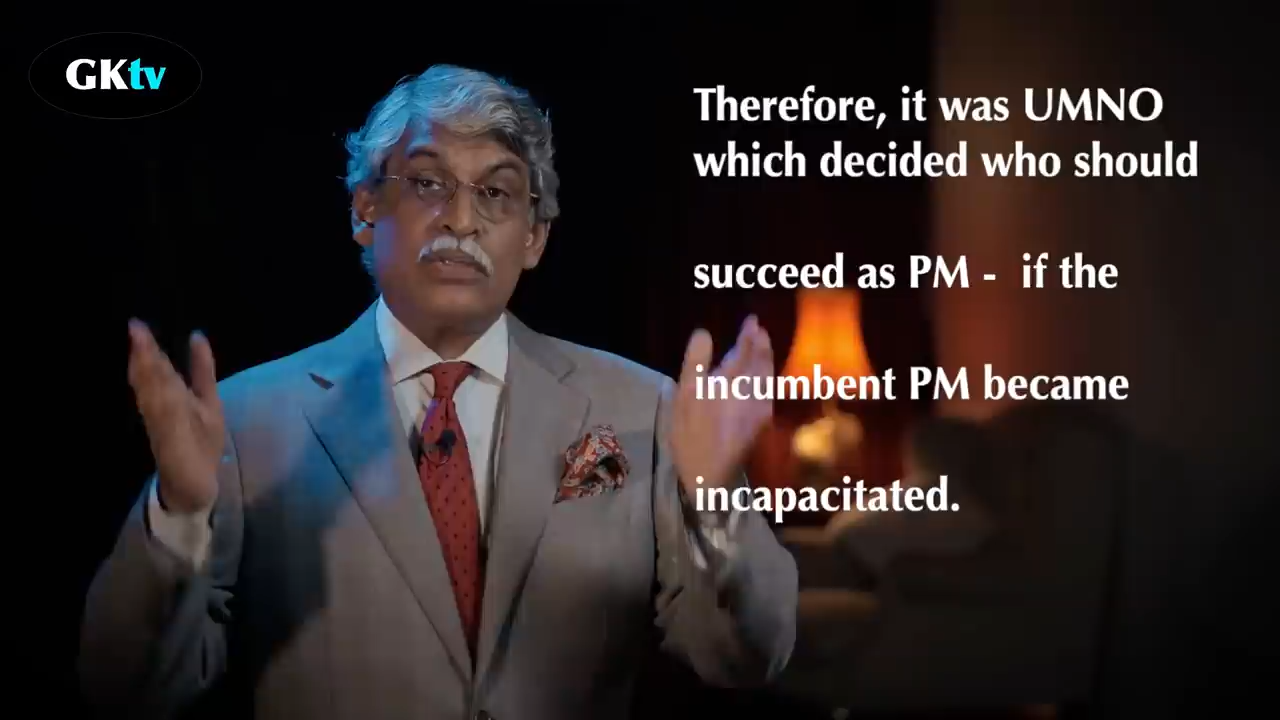 GKtv
Therefore, it was UMNO
which decided who should
succeed as PM -  if the
incumbent PM became
incapacitated.